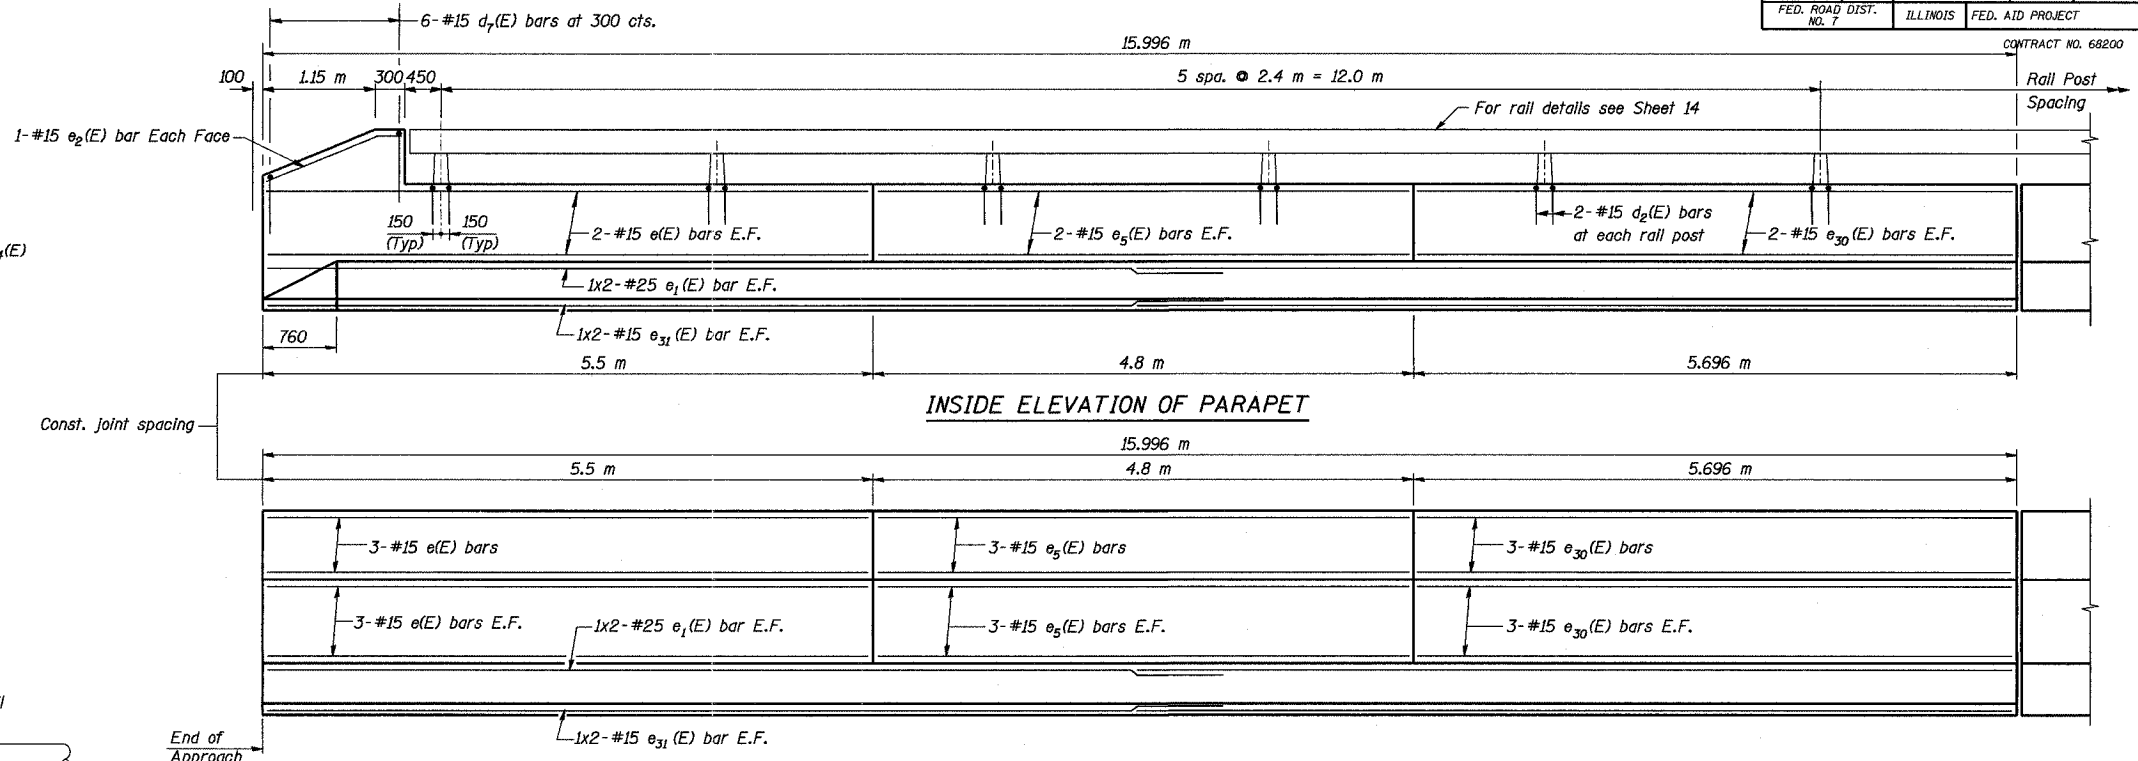 6-#15 d7(E) bars at 300 cts.
FED. ROAD DIST. NO. 7
ILLINOIS
FED. AID PROJECT
CONTRACT NO. 68200
15.996 m
100
1.15 m
300
450
5 spa. @ 2.4 m = 12.0 m
Rail Post
Spacing
For rail details see Sheet 14
1-#15 e2(E) bar Each Face
150
(Typ)
150
(Typ)
2-#15 e(E) bars E.F.
2-#15 e5(E) bars E.F.
2-#15 d2(E) bars
at each rail post
2-#15 e30(E) bars E.F.
(E)
1x2-#25 e1(E) bar E.F.
1x2-#15 e31(E) bar E.F.
760
5.5 m
4.8 m
5.696 m
INSIDE ELEVATION OF PARAPET
Const. joint spacing
15.996 m
5.5 m
4.8 m
5.696 m
3-#15 e(E) bars
3-#15 e5(E) bars
3-#15 e30(E) bars
3-#15 e(E) bars E.F.
1x2-#25 e1(E) bar E.F.
3-#15 e5(E) bars E.F.
3-#15 e30(E) bars E.F.
1x2-#15 e31(E) bar E.F.
End of
Approach